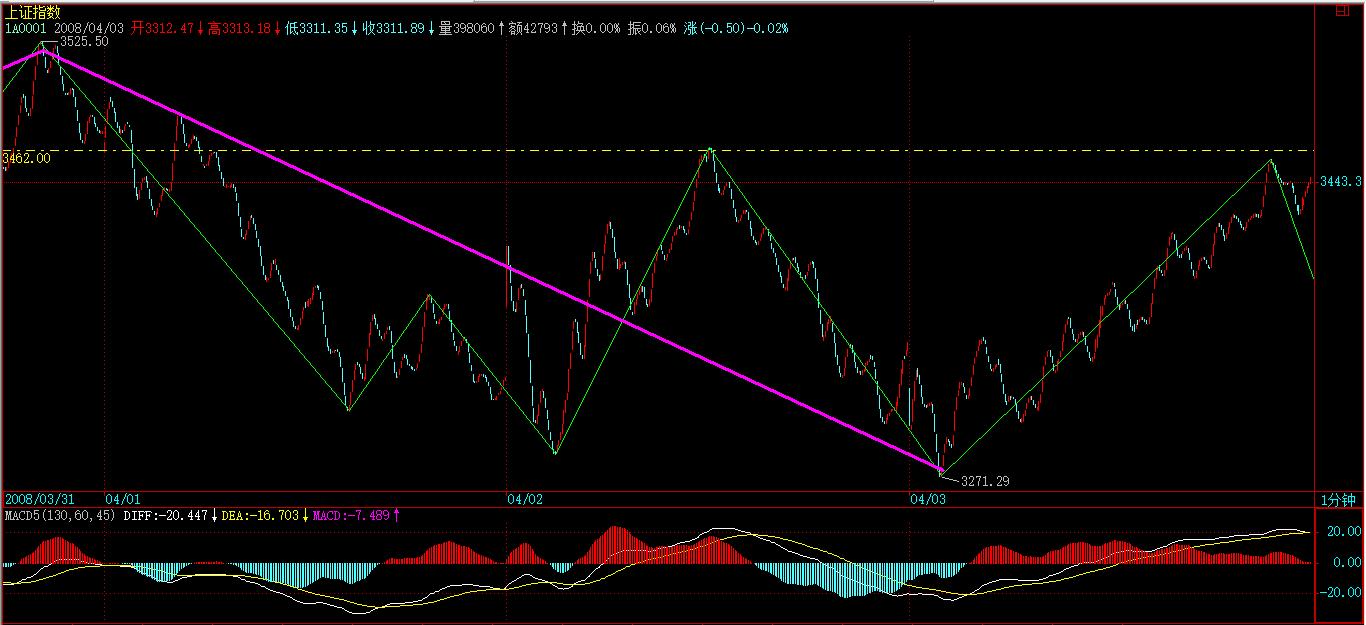 上证指数
1A0001 2008/04/03 开3312.47↓高3313.18↓低3311.35↓收3311.89↓量398060↑额42793↑换0.00% 振0.06% 涨(-0.50)-0.02%
3525.50
3462.00
3443.3
3271.29
2008/03/31 04/01 04/02 04/03 1分钟
MACD5(130,60,45) DIFF:-20.447↓DEA:-16.703↓MACD:-7.489↑
20.00
0.00
-20.00